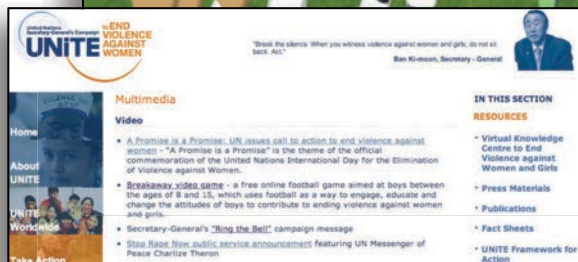 United Nations
Secretary-General's Campaign
UNiTE
to END
VIOLENCE
AGAINST
WOMEN
"Break the silence. When you witness violence against women and girls, do not sit
back. Act."
Ban Ki-moon, Secretary - General
Home
About
UNiTE
UNiTE
Worldwide
Take Action
Multimedia
Video
• A Promise is a Promise: UN issues call to action to end violence against
women - "A Promise is a Promise" is the theme of the official
commemoration of the United Nations International Day for the Elimination
of Violence against Women.
• Breakaway video game - a free online football game aimed at boys between
the ages of 8 and 15, which uses football as a way to engage, educate and
change the attitudes of boys to contribute to ending violence against women
and girls.
• Secretary-General's "Ring the Bell" campaign message
• Stop Rape Now public service announcement featuring UN Messenger of
Peace Charlize Theron
IN THIS SECTION
RESOURCES
• Virtual Knowledge
Centre to End
Violence against
Women and Girls
• Press Materials
• Publications
• Fact Sheets
• UNiTE Framework for
Action